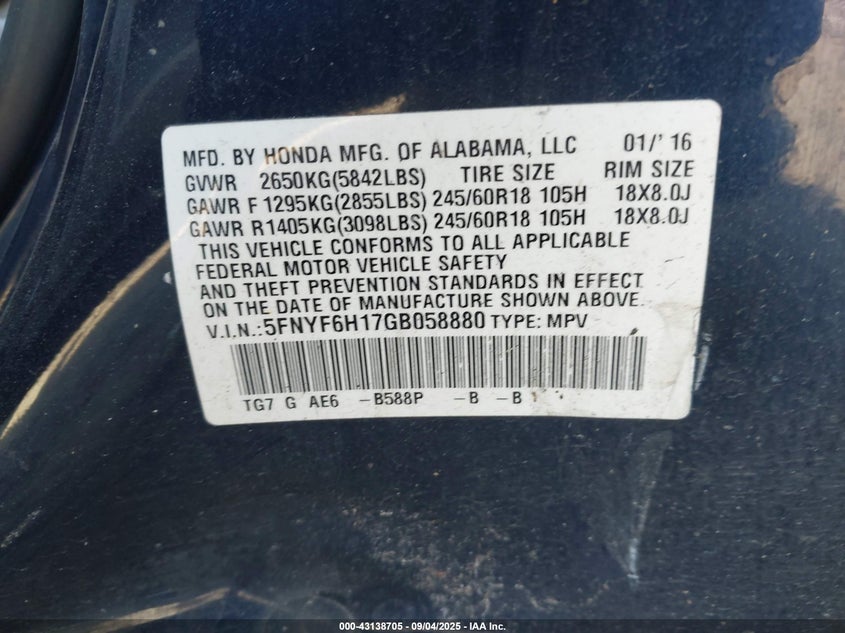 MFD. BY HONDA MFG. OF ALABAMA, LLC 01/'16
GVWR 2650KG(5842LBS) TIRE SIZE RIM SIZE
GAWR F 1295KG(2855LBS) 245/60R18 105H 18X8.0J
GAWR R1405KG(3098LBS) 245/60R18 105H 18X8.0J
THIS VEHICLE CONFORMS TO ALL APPLICABLE
FEDERAL MOTOR VEHICLE SAFETY
AND THEFT PREVENTION STANDARDS IN EFFECT
ON THE DATE OF MANUFACTURE SHOWN ABOVE.
V.I.N.:5FNYF6H17GB058880 TYPE: MPV
TG7 G AE6 -B588P -B -B
000-43138705 - 09/04/2025 - IAA Inc.